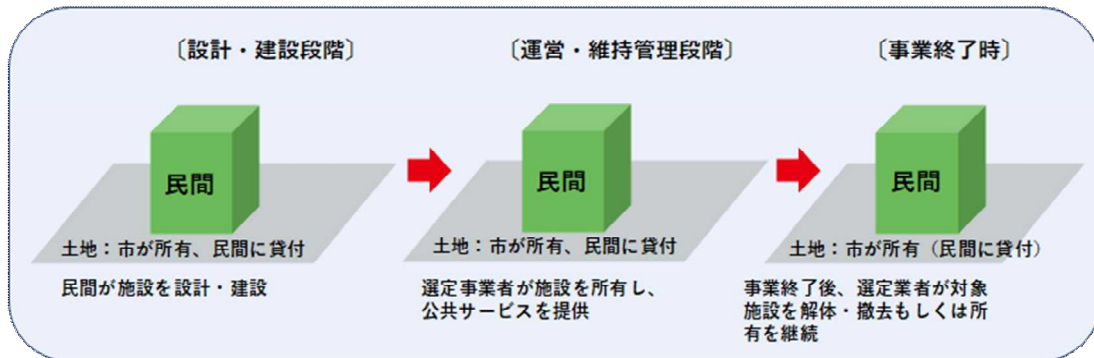 〔設計・建設段階〕
〔運営・維持管理段階〕
〔事業終了時〕
民間
民間
民間
土地：市が所有、民間に貸付
土地：市が所有、民間に貸付
土地：市が所有（民間に貸付）
民間が施設を設計・建設
選定事業者が施設を所有し、
公共サービスを提供
事業終了後、選定業者が対象
施設を解体・撤去もしくは所
有を継続